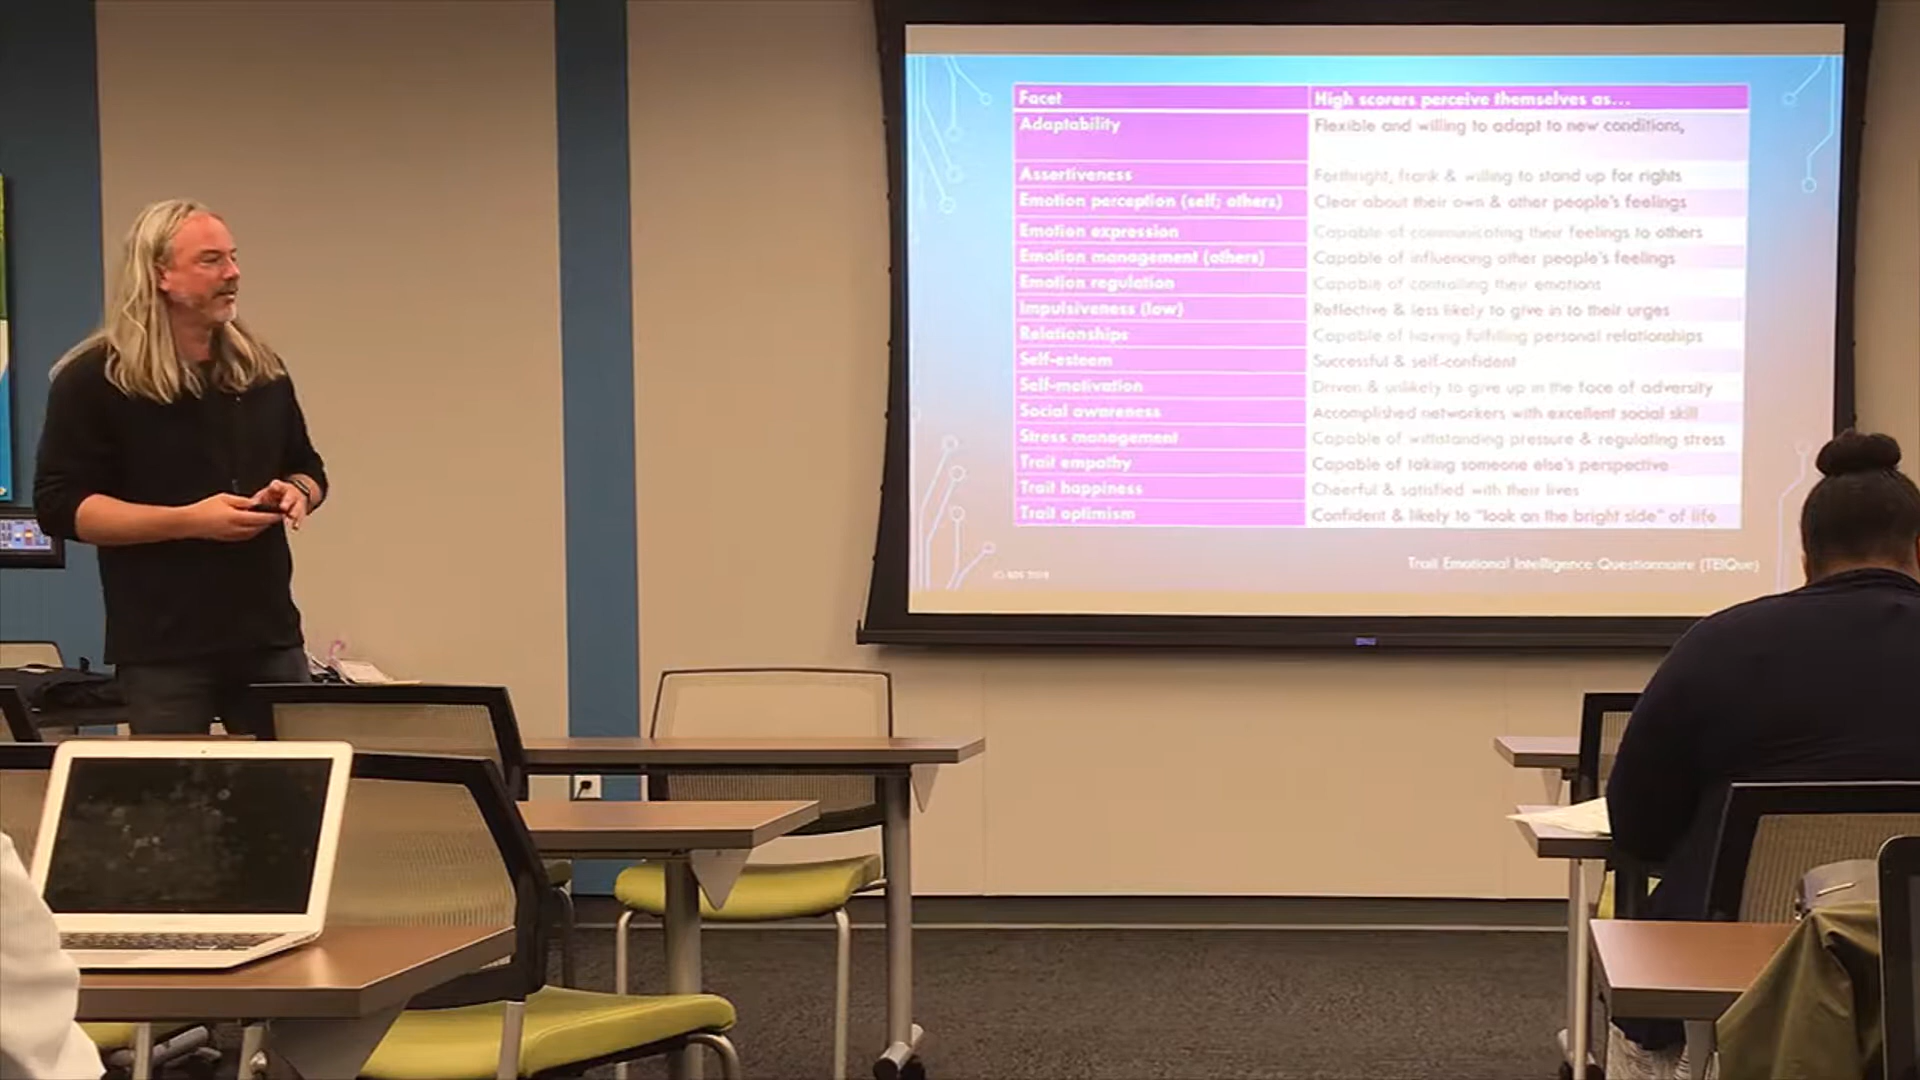 Facet High scorers perceive themselves as...
Adaptability Flexible and willing to adapt to new conditions,
Assertiveness Forthright, frank & willing to stand up for rights
Emotion perception (self; others) Clear about their own & other people's feelings
Emotion expression Capable of communicating their feelings to others
Emotion management (others) Capable of influencing other people's feelings
Emotion regulation Capable of controlling their emotions
Impulsiveness (low) Reflective & less likely to give in to their urges
Relationships Capable of having fulfilling personal relationships
Self-esteem Successful & self-confident
Self-motivation Driven & unlikely to give up in the face of adversity
Social awareness Accomplished networkers with excellent social skill
Stress management Capable of withstanding pressure & regulating stress
Trait empathy Capable of taking someone else's perspective
Trait happiness Cheerful & satisfied with their lives
Trait optimism Confident & likely to "look on the bright side" of life
Trait Emotional Intelligence Questionnaire (TEIQue)